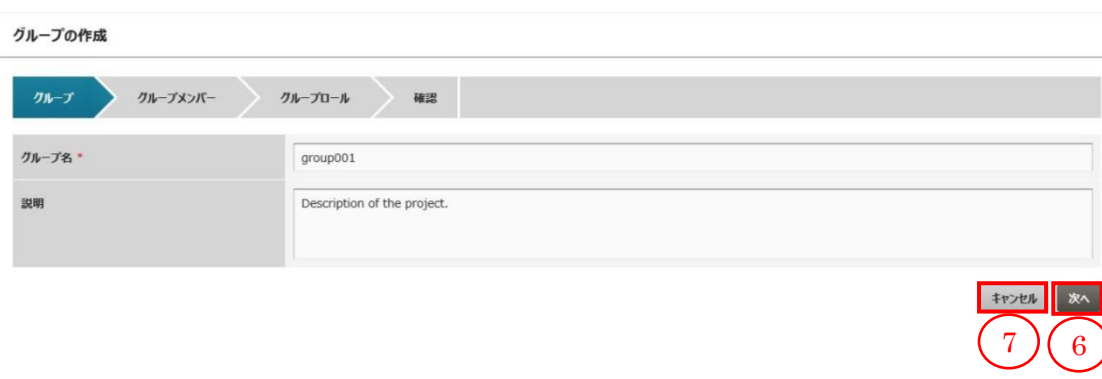 グループの作成
グループ グループメンバー グループロール 確認
グループ名 * group001
説明 Description of the project.
キャンセル 次へ
7 6